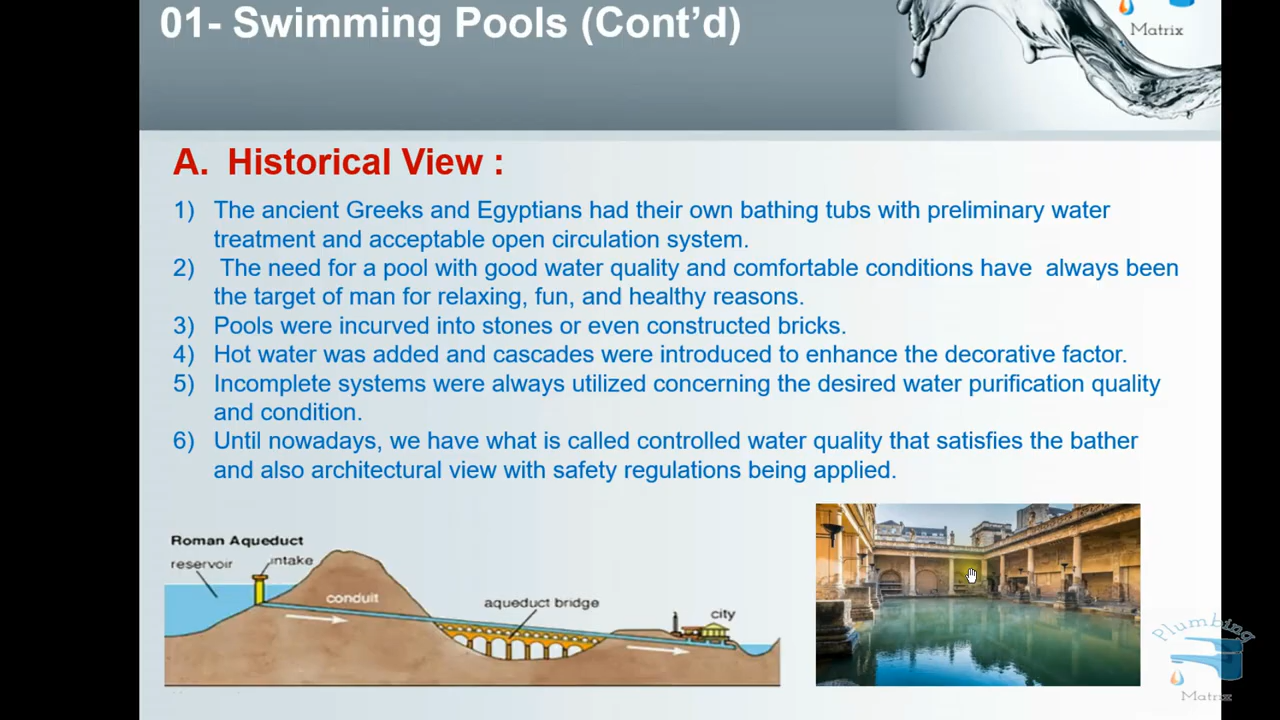 01- Swimming Pools (Cont’d)
Matrix
A. Historical View :
1) The ancient Greeks and Egyptians had their own bathing tubs with preliminary water
treatment and acceptable open circulation system.
2) The need for a pool with good water quality and comfortable conditions have always been
the target of man for relaxing, fun, and healthy reasons.
3) Pools were incurved into stones or even constructed bricks.
4) Hot water was added and cascades were introduced to enhance the decorative factor.
5) Incomplete systems were always utilized concerning the desired water purification quality
and condition.
6) Until nowadays, we have what is called controlled water quality that satisfies the bather
and also architectural view with safety regulations being applied.
Roman Aqueduct
reservoir
intake
conduit
aqueduct bridge
city
Plumbing
Matrix